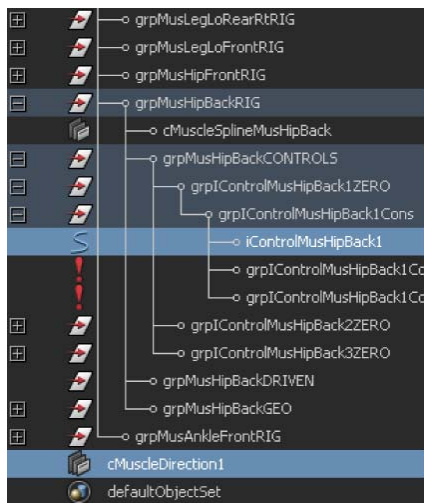 grpMusLegLoRearRtRIG
grpMusLegLoFrontRIG
grpMusHipFrontRIG
grpMusHipBackRIG
cMuscleSplineMusHipBack
grpMusHipBackCONTROLS
grpIControlMusHipBack1ZERO
grpIControlMusHipBack1Cons
iControlMusHipBack1
grpIControlMusHipBack1Co
grpIControlMusHipBack1Co
grpIControlMusHipBack2ZERO
grpIControlMusHipBack3ZERO
grpMusHipBackDRIVEN
grpMusHipBackGEO
grpMusAnkleFrontRIG
cMuscleDirection1
defaultObjectSet